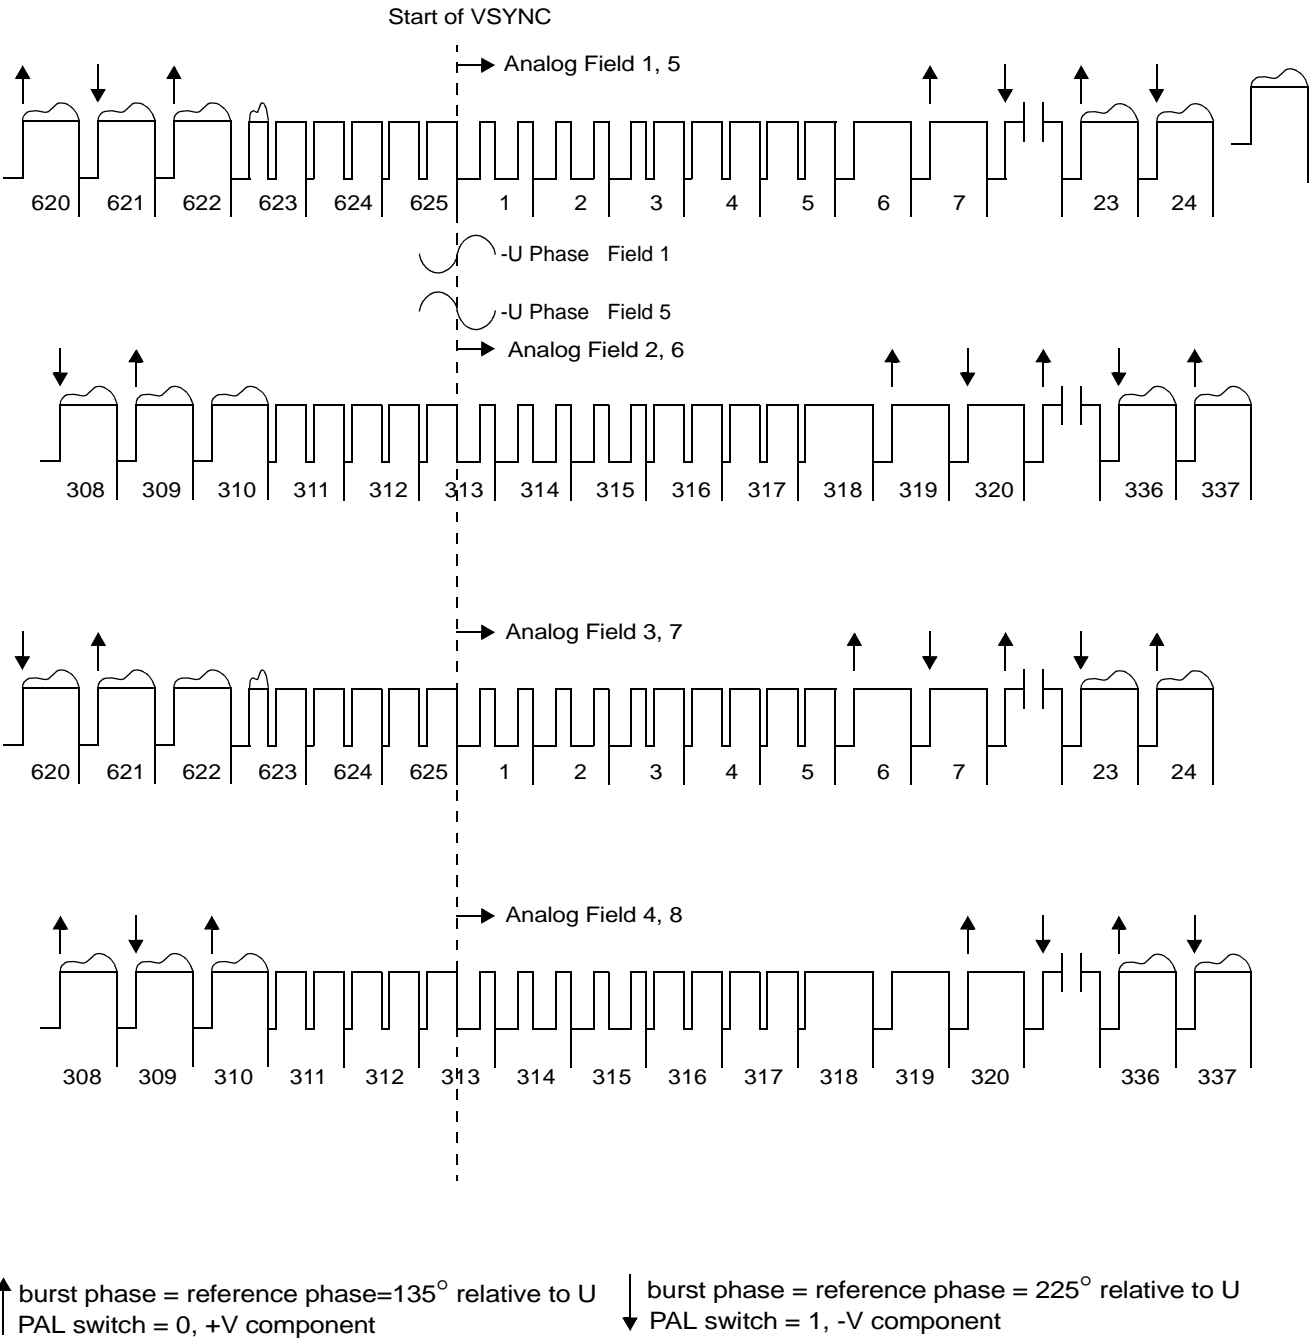 Start of VSYNC
Analog Field 1, 5
620 621 622 623 624 625 1 2 3 4 5 6 7 23 24
-U Phase Field 1
-U Phase Field 5
Analog Field 2, 6
308 309 310 311 312 313 314 315 316 317 318 319 320 336 337
Analog Field 3, 7
620 621 622 623 624 625 1 2 3 4 5 6 7 23 24
Analog Field 4, 8
308 309 310 311 312 313 314 315 316 317 318 319 320 336 337
burst phase = reference phase=135° relative to U
PAL switch = 0, +V component
burst phase = reference phase = 225° relative to U
PAL switch = 1, -V component